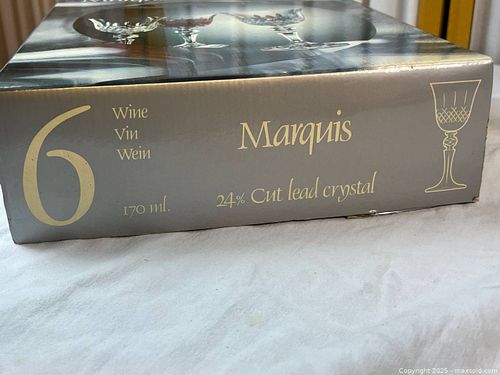 6
Wine
Vin
Wein
170 ml.
Marquis
24% Cut lead crystal
Copyright 2025 - maxsold.com